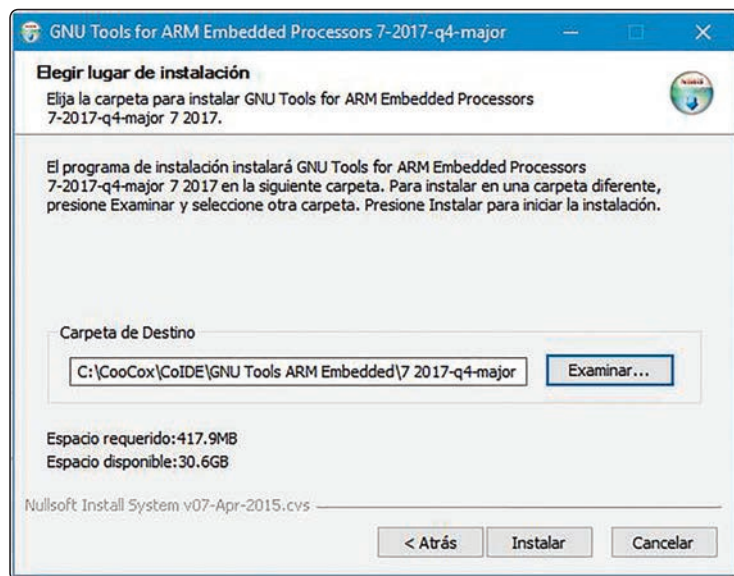 GNU Tools for ARM Embedded Processors 7-2017-q4-major
Elegir lugar de instalación
Elija la carpeta para instalar GNU Tools for ARM Embedded Processors
7-2017-q4-major 7 2017.
El programa de instalación instalará GNU Tools for ARM Embedded Processors
7-2017-q4-major 7 2017 en la siguiente carpeta. Para instalar en una carpeta diferente,
presione Examinar y seleccione otra carpeta. Presione Instalar para iniciar la instalación.
Carpeta de Destino
C:\CooCox\CoIDE\GNU Tools ARM Embedded\7 2017-q4-major
Examinar...
Espacio requerido:417.9MB
Espacio disponible:30.6GB
Nullsoft Install System v07-Apr-2015.cvs
< Atrás
Instalar
Cancelar